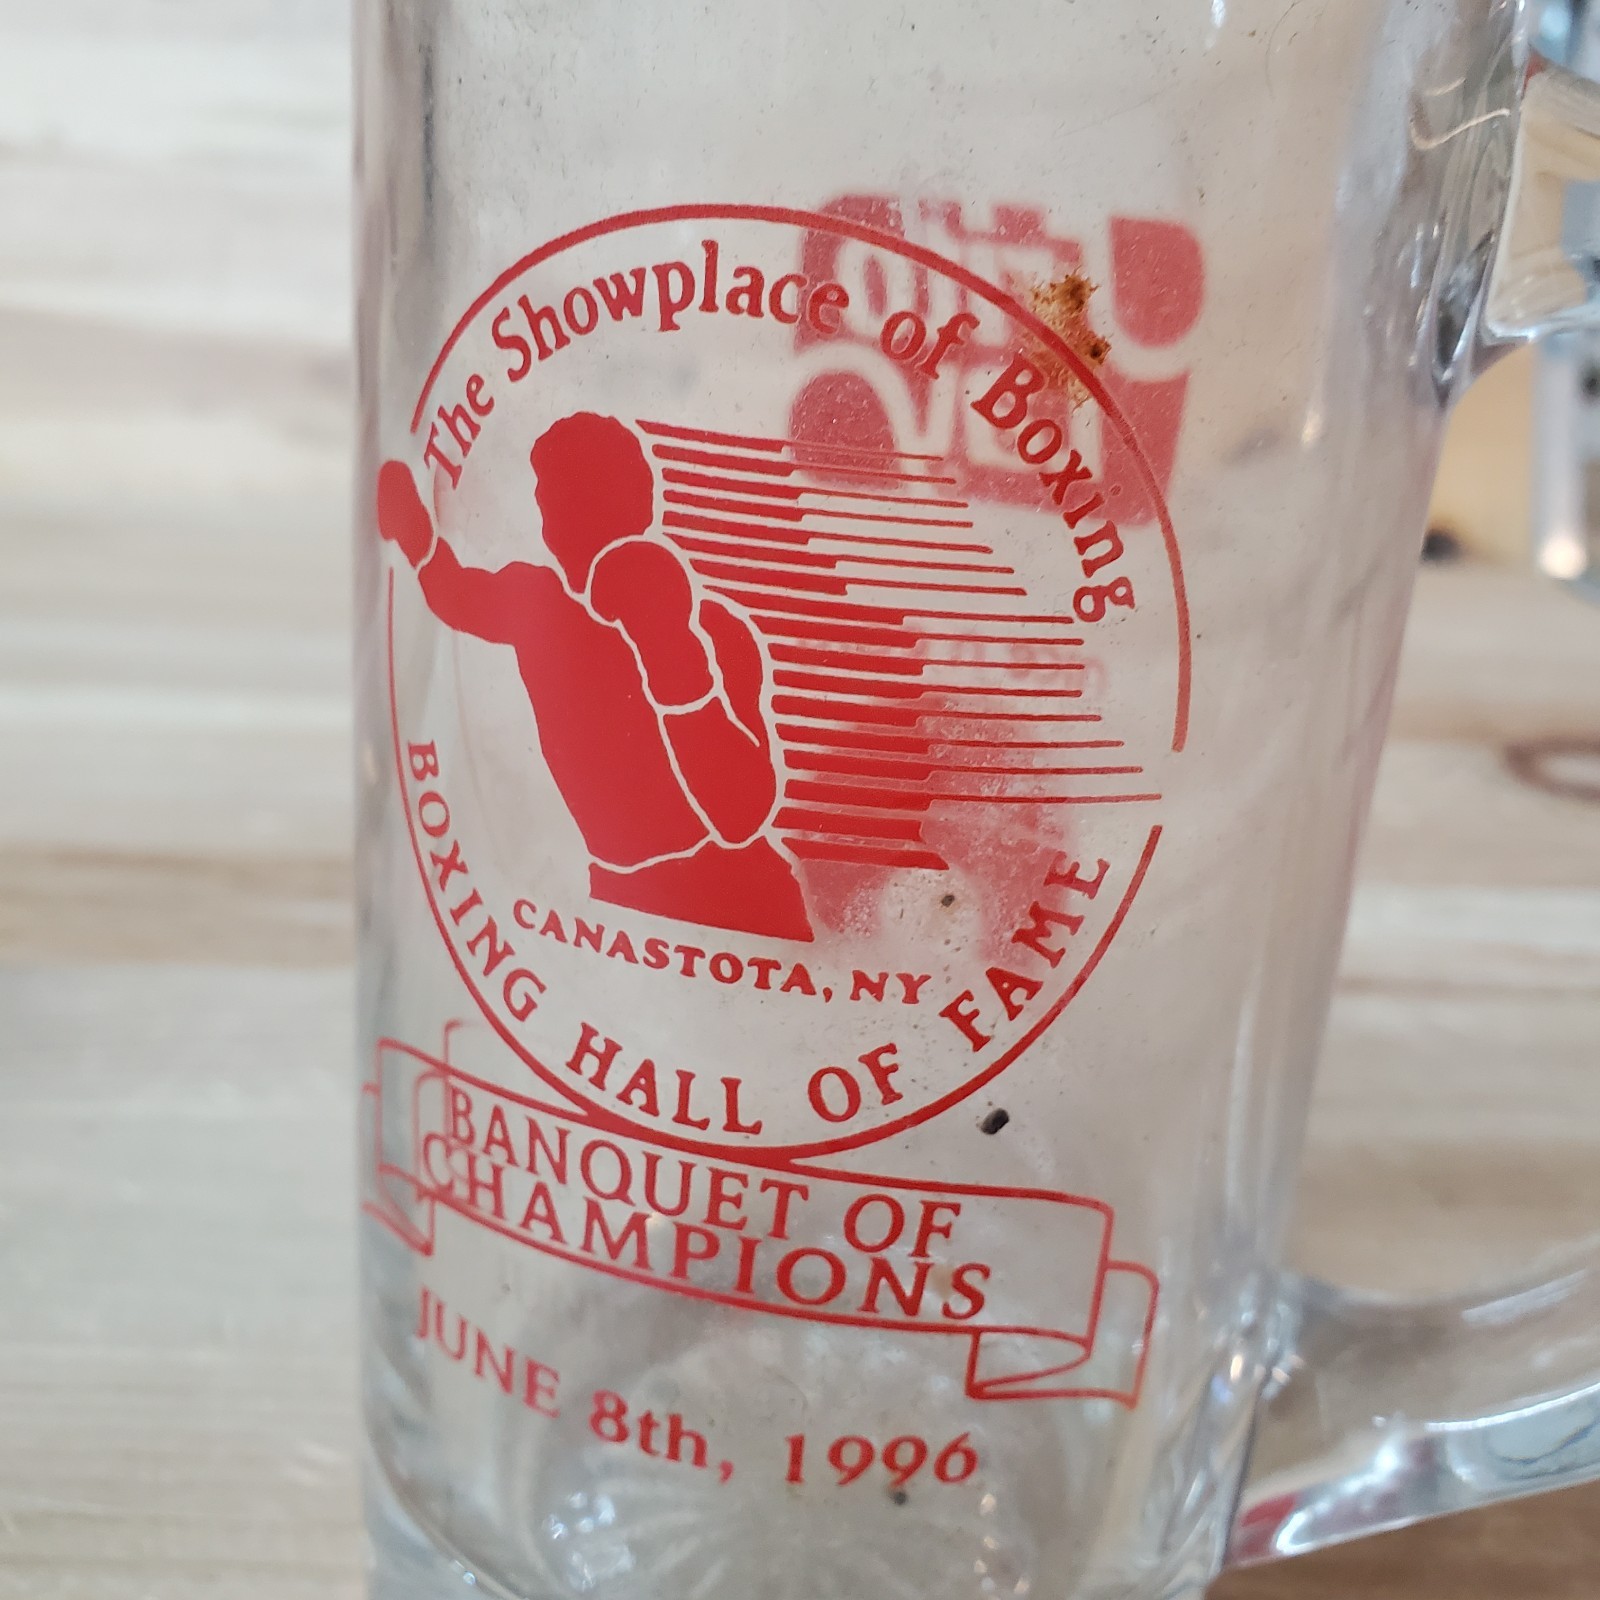 The Showplace of Boxing
CANASTOTA, NY
BOXING HALL OF FAME
BANQUET OF
CHAMPIONS
JUNE 8th, 1996